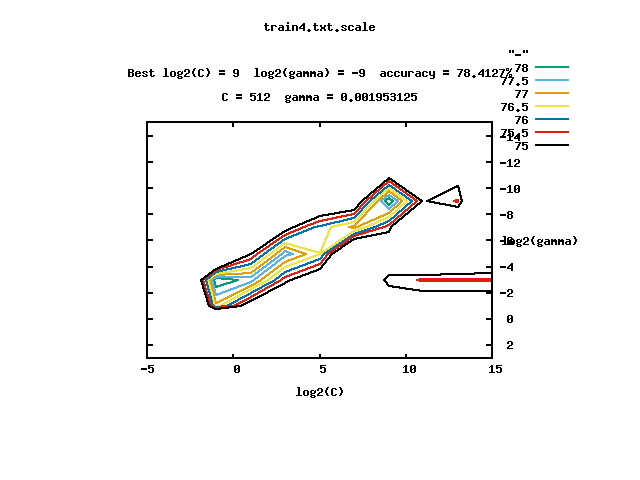 train4.txt.scale
"-"
Best log2(C) = 9  log2(gamma) = -9  accuracy = 78.4127%
78
77.5
C = 512  gamma = 0.001953125
77
76.5
76
75.5
-14
75
-12
-10
-8
-6
log2(gamma)
-4
-2
0
2
-5 0 5 10 15
log2(C)